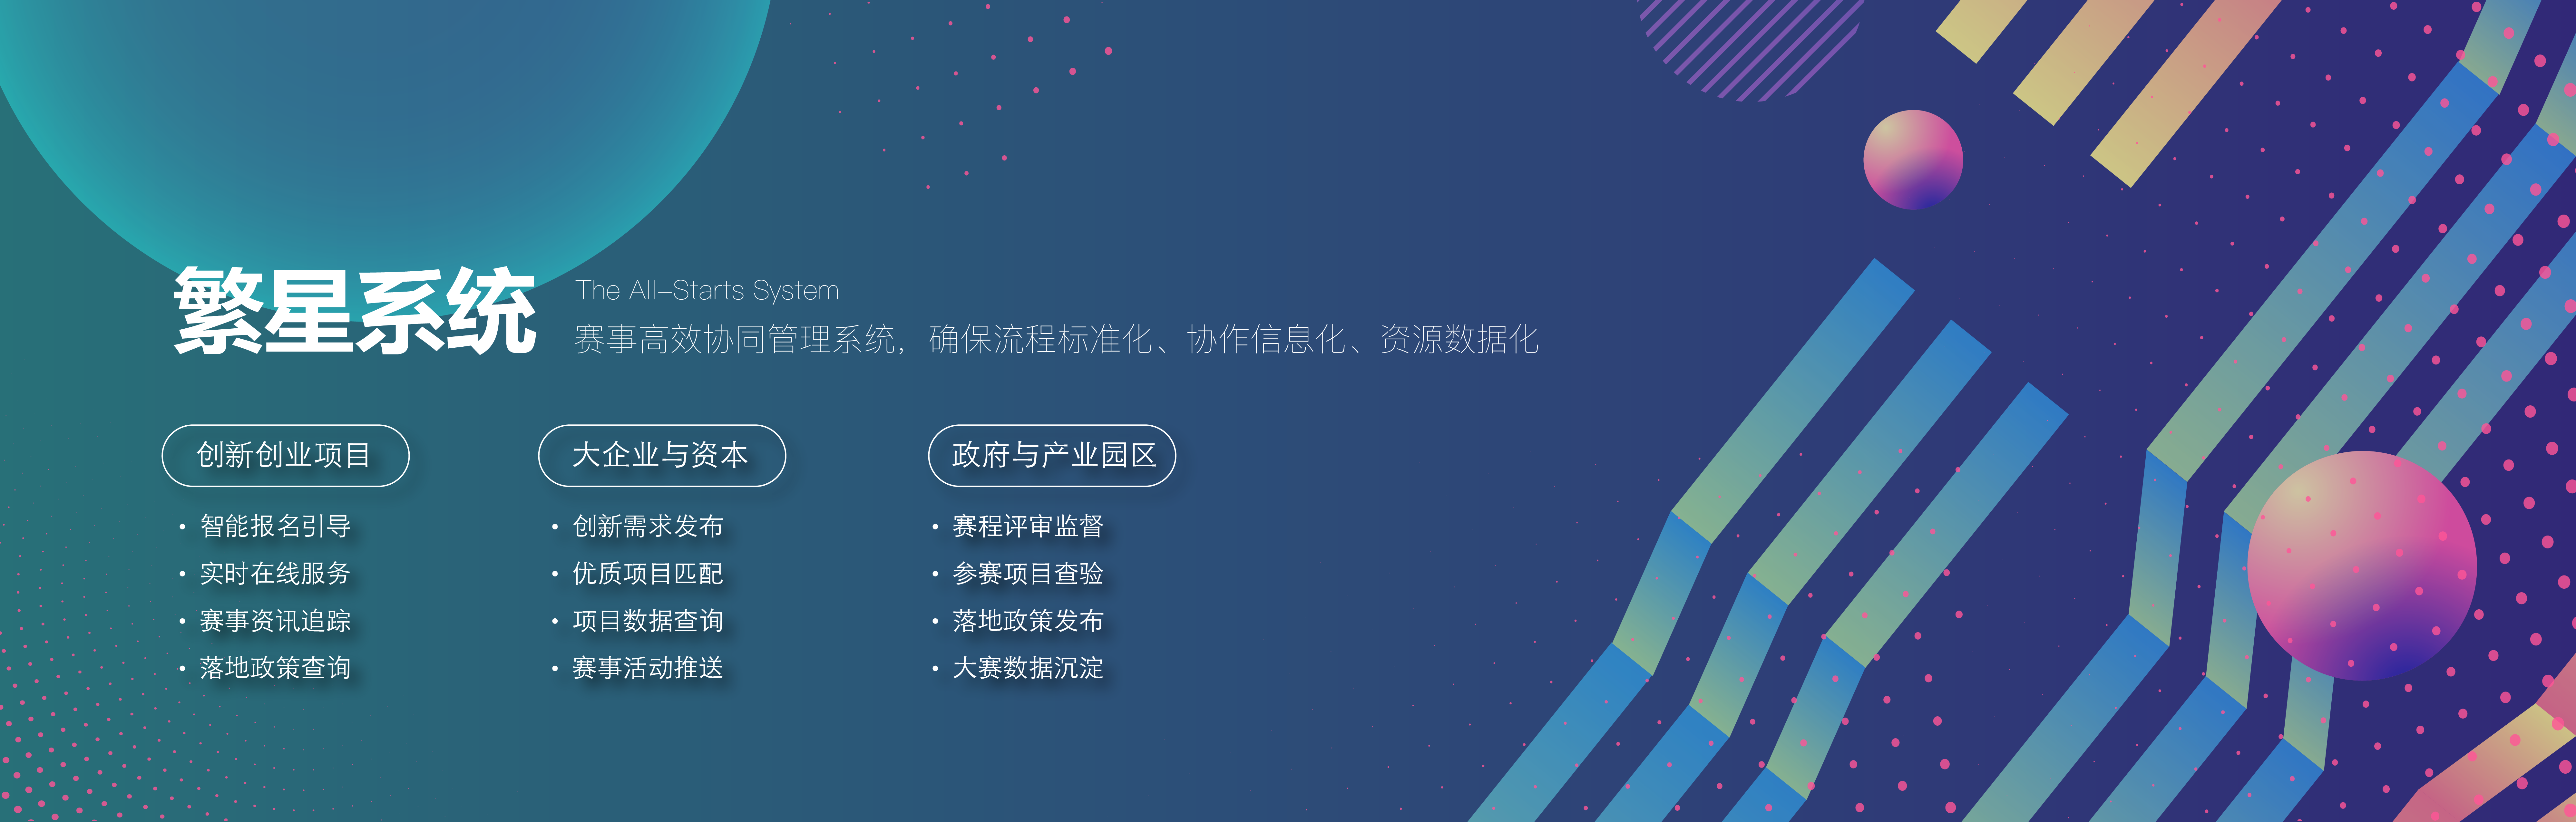 繁星系统
The All-Starts System
赛事高效协同管理系统，确保流程标准化、协作信息化、资源数据化
创新创业项目
• 智能报名引导
• 实时在线服务
• 赛事资讯追踪
• 落地政策查询
大企业与资本
• 创新需求发布
• 优质项目匹配
• 项目数据查询
• 赛事活动推送
政府与产业园区
• 赛程评审监督
• 参赛项目查验
• 落地政策发布
• 大赛数据沉淀